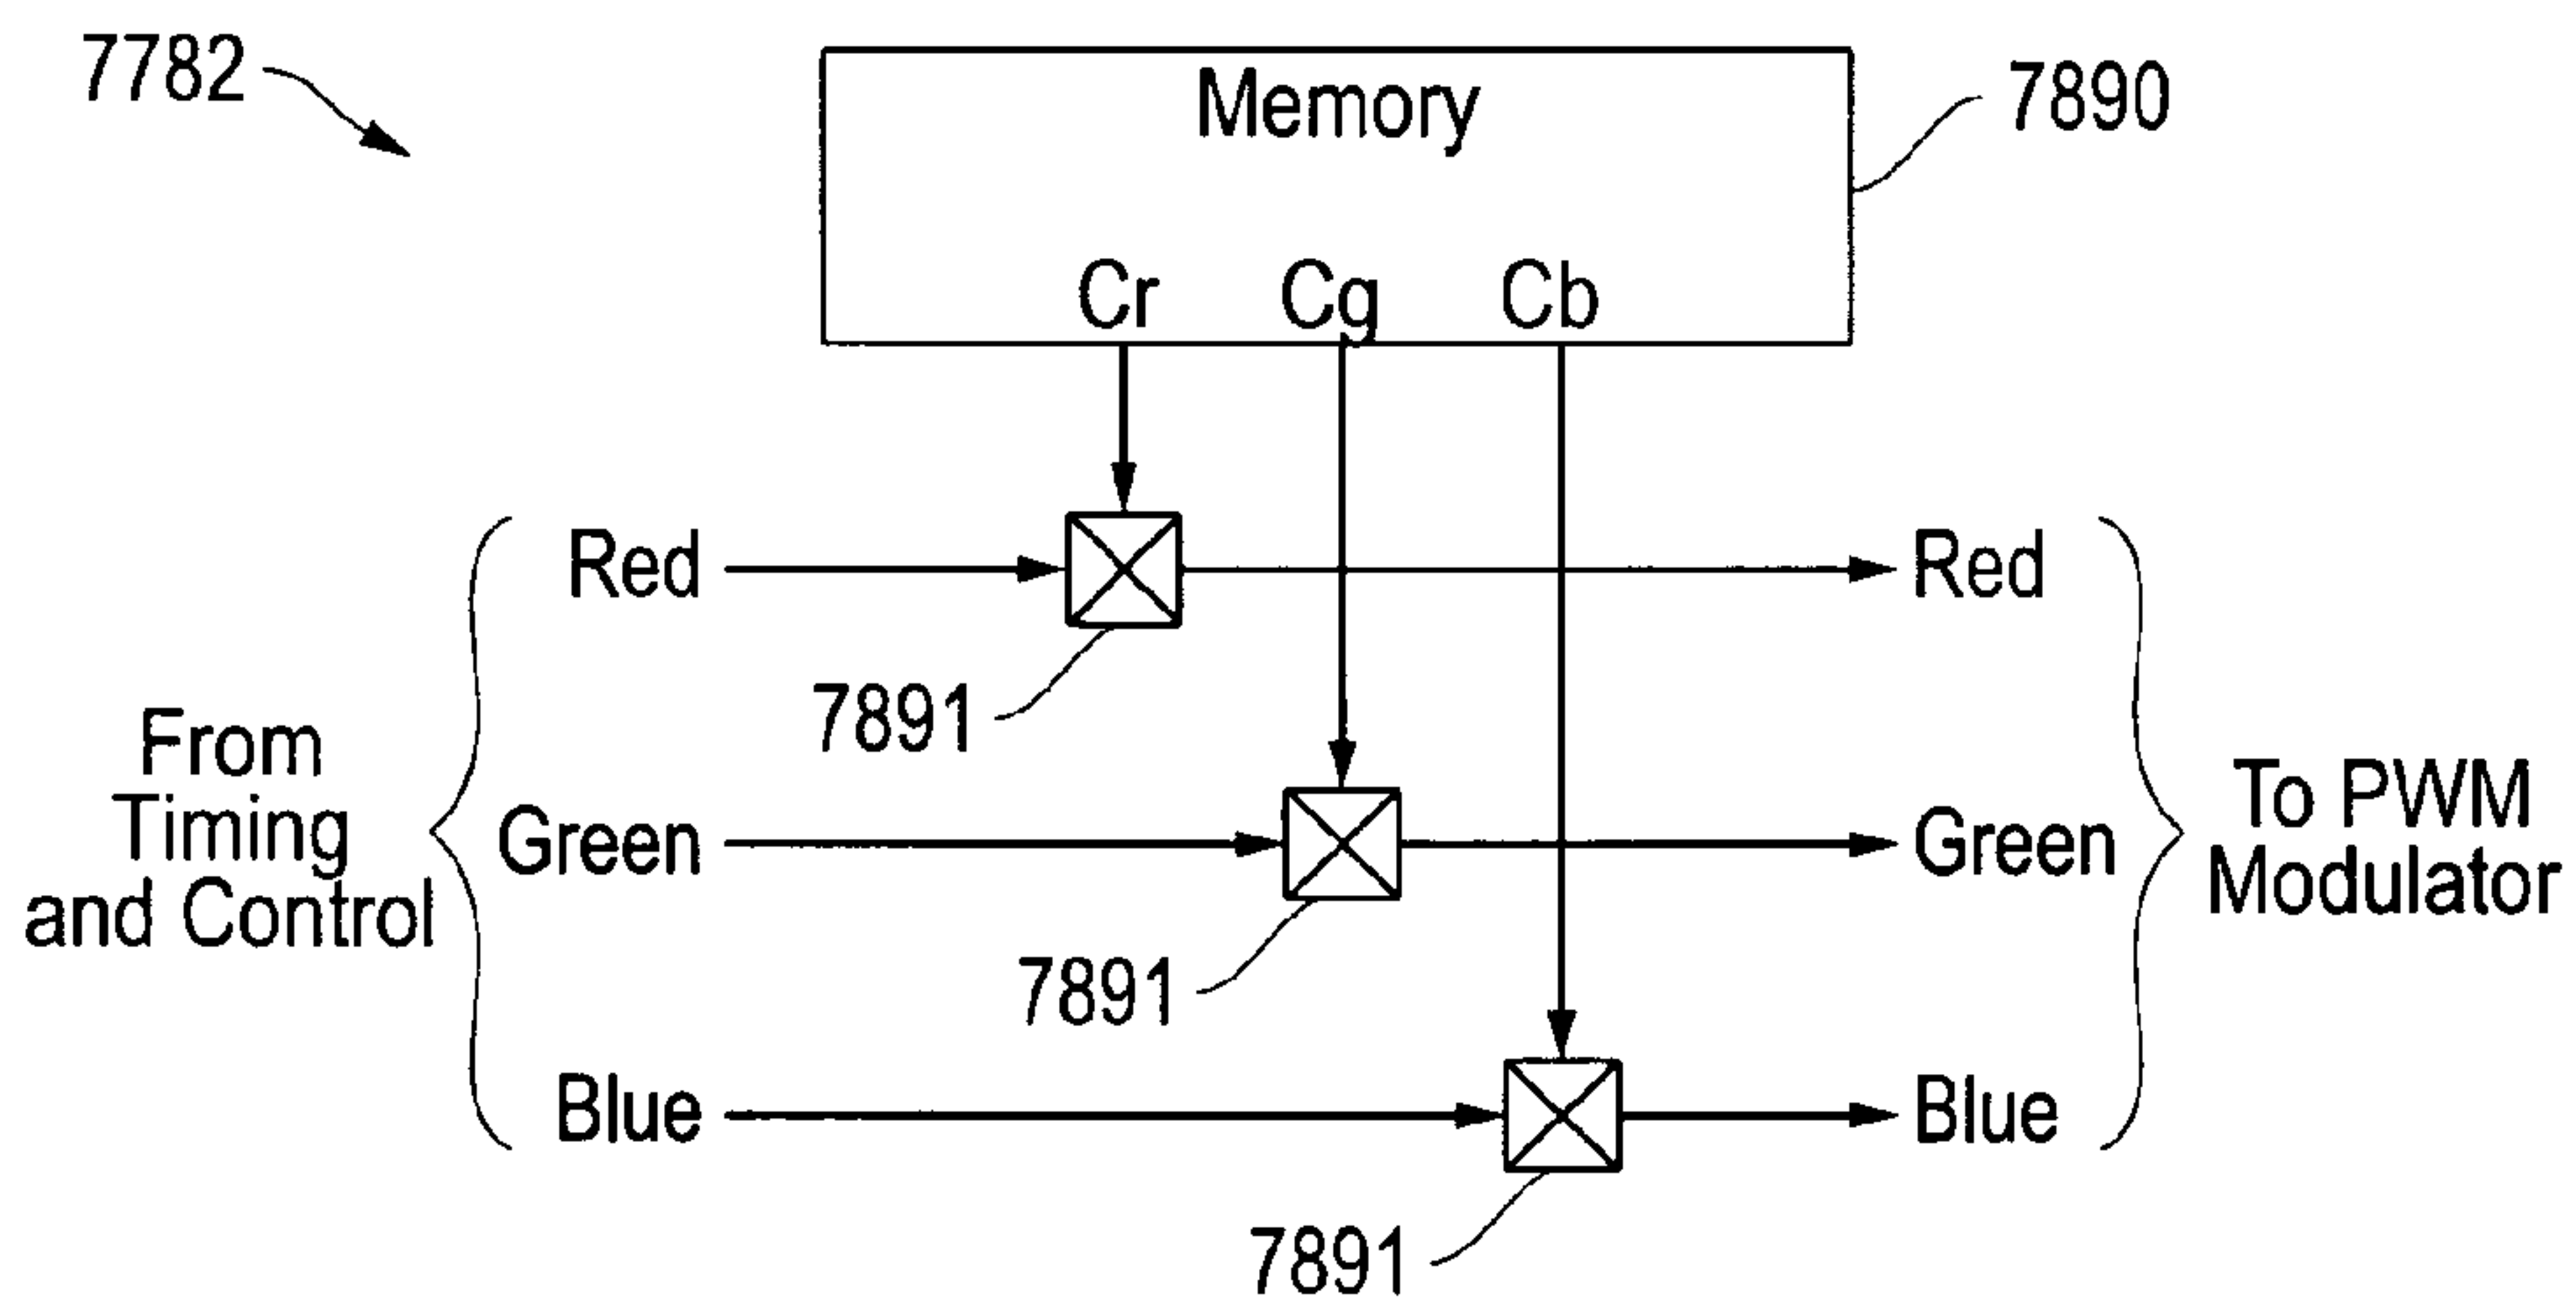 7782
Memory
7890
Cr Cg Cb
Red
Red
7891
From
Timing
and Control
Green
Green
To PWM
Modulator
7891
Blue
Blue
7891